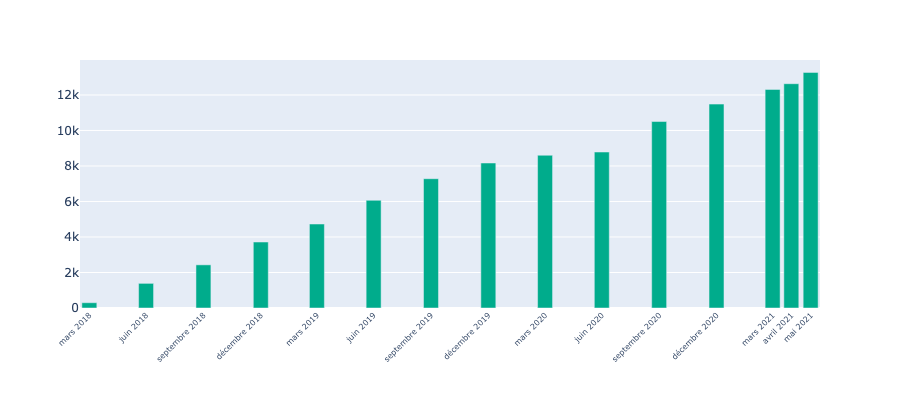 12k
10k
8k
6k
4k
2k
0
mars 2018
juin 2018
septembre 2018
décembre 2018
mars 2019
juin 2019
septembre 2019
décembre 2019
mars 2020
juin 2020
septembre 2020
décembre 2020
mars 2021
avril 2021
mai 2021